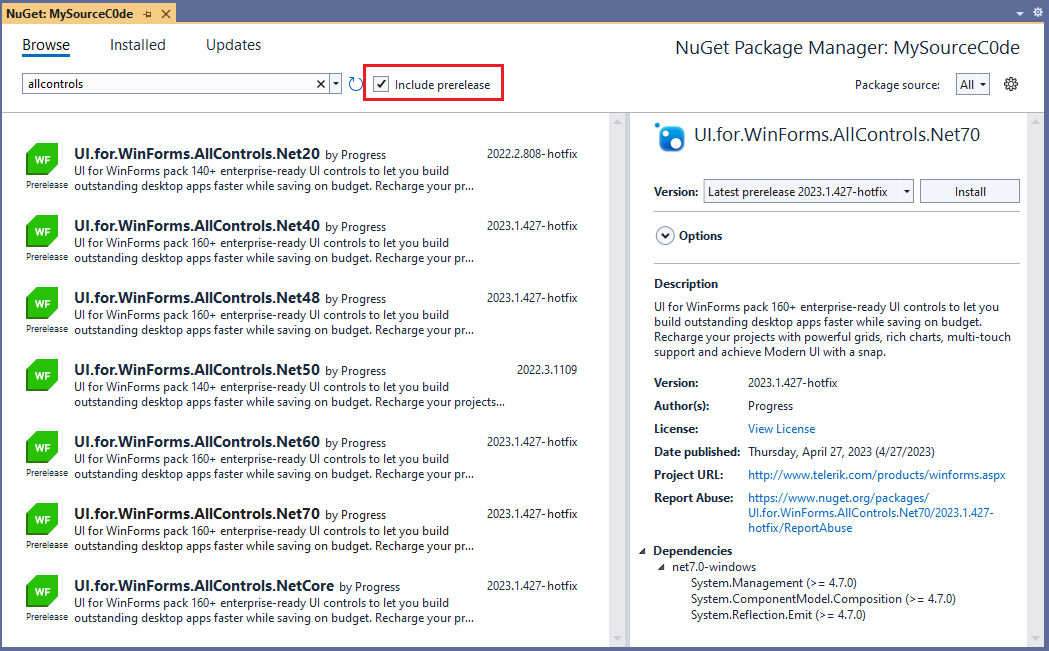 NuGet: MySourceC0de
Browse Installed Updates
NuGet Package Manager: MySourceC0de
allcontrols
Include prerelease
Package source: All
WF
Prerelease
UI.for.WinForms.AllControls.Net20 by Progress 2022.2.808-hotfix
UI for WinForms pack 140+ enterprise-ready UI controls to let you build
outstanding desktop apps faster while saving on budget. Recharge your pr...
WF
Prerelease
UI.for.WinForms.AllControls.Net40 by Progress 2023.1.427-hotfix
UI for WinForms pack 160+ enterprise-ready UI controls to let you build
outstanding desktop apps faster while saving on budget. Recharge your pr...
WF
Prerelease
UI.for.WinForms.AllControls.Net48 by Progress 2023.1.427-hotfix
UI for WinForms pack 160+ enterprise-ready UI controls to let you build
outstanding desktop apps faster while saving on budget. Recharge your pr...
WF
UI.for.WinForms.AllControls.Net50 by Progress 2022.3.1109
UI for WinForms pack 140+ enterprise-ready UI controls to let you build
outstanding desktop apps faster while saving on budget. Recharge your projects...
WF
Prerelease
UI.for.WinForms.AllControls.Net60 by Progress 2023.1.427-hotfix
UI for WinForms pack 160+ enterprise-ready UI controls to let you build
outstanding desktop apps faster while saving on budget. Recharge your pr...
WF
Prerelease
UI.for.WinForms.AllControls.Net70 by Progress 2023.1.427-hotfix
UI for WinForms pack 160+ enterprise-ready UI controls to let you build
outstanding desktop apps faster while saving on budget. Recharge your pr...
WF
Prerelease
UI.for.WinForms.AllControls.NetCore by Progress 2023.1.427-hotfix
UI for WinForms pack 160+ enterprise-ready UI controls to let you build
outstanding desktop apps faster while saving on budget. Recharge your pr...
UI.for.WinForms.AllControls.Net70
Version: Latest prerelease 2023.1.427-hotfix Install
Options
Description
UI for WinForms pack 160+ enterprise-ready UI controls to let you
build outstanding desktop apps faster while saving on budget.
Recharge your projects with powerful grids, rich charts, multi-touch
support and achieve Modern UI with a snap.
Version: 2023.1.427-hotfix
Author(s): Progress
License: View License
Date published: Thursday, April 27, 2023 (4/27/2023)
Project URL: http://www.telerik.com/products/winforms.aspx
Report Abuse: https://www.nuget.org/packages/
UI.for.WinForms.AllControls.Net70/2023.1.427-
hotfix/ReportAbuse
Dependencies
net7.0-windows
System.Management (>= 4.7.0)
System.ComponentModel.Composition (>= 4.7.0)
System.Reflection.Emit (>= 4.7.0)